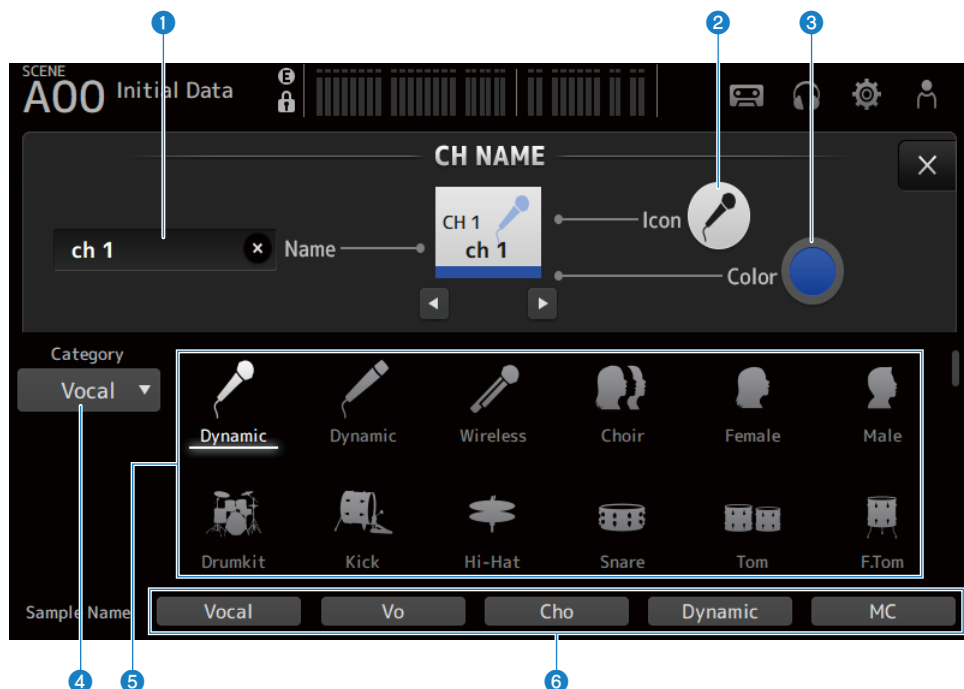 1 2 3
SCENE
A00 Initial Data E
CH NAME
CH 1
ch 1
ch 1 Name
Icon
Color
Category
Vocal
Dynamic Dynamic Wireless Choir Female Male
Drumkit Kick Hi-Hat Snare Tom F.Tom
Sample Name Vocal Vo Cho Dynamic MC
4 5 6